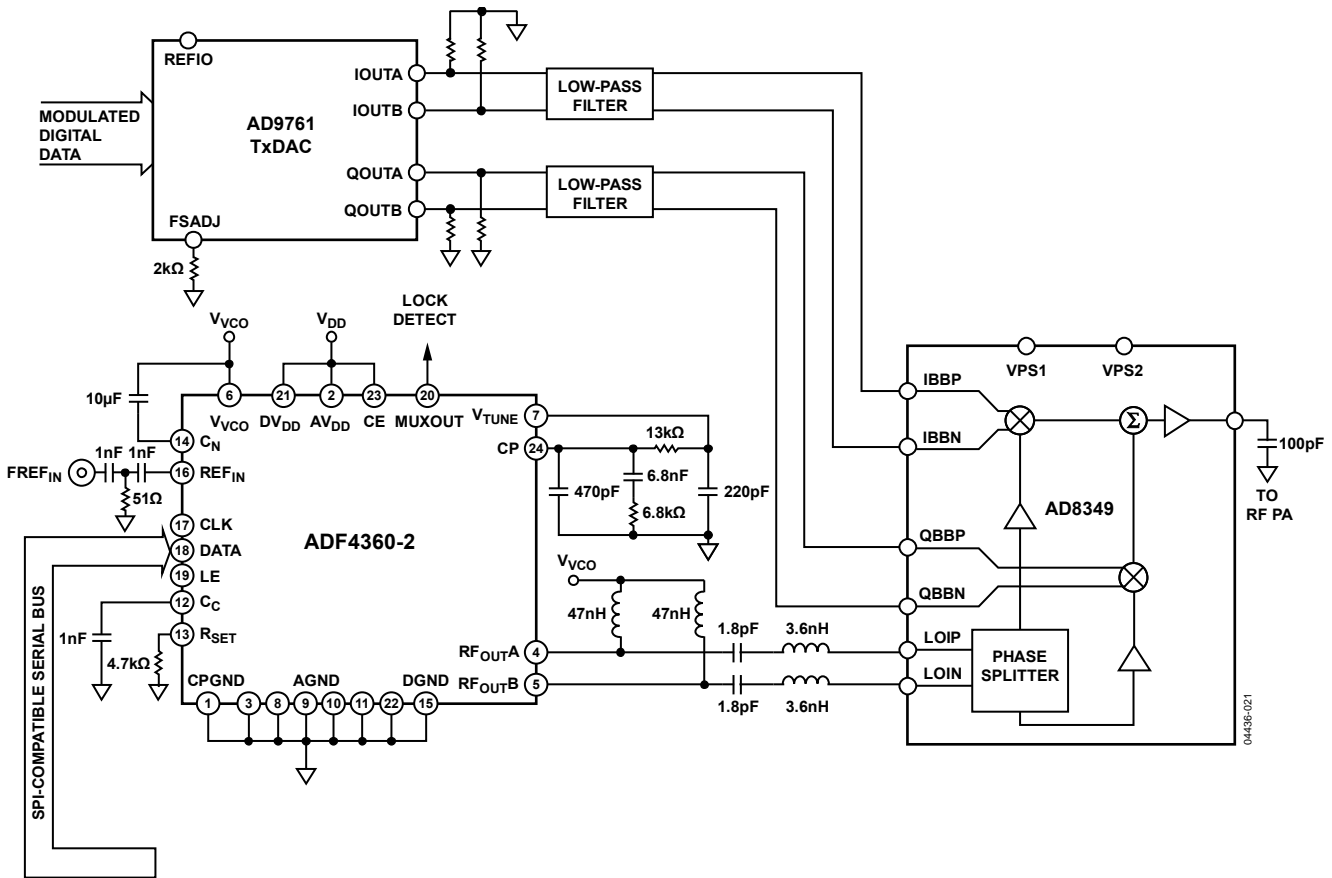 REFIO
MODULATED
DIGITAL
DATA
AD9761
TxDAC
IOUTA
IOUTB
QOUTA
QOUTB
FSADJ
2kΩ
LOW-PASS
FILTER
LOW-PASS
FILTER
LOCK
DETECT
VVCO
VDD
10µF
6
21
2
23
20
VVCO
DVDD
AVDD
CE
MUXOUT
VTUNE
7
CP
24
14
CN
1nF
1nF
FREFIN
16
REFIN
51Ω
17
CLK
18
DATA
19
LE
12
CC
13
RSET
1nF
4.7kΩ
ADF4360-2
13kΩ
470pF
6.8nF
6.8kΩ
220pF
VVCO
47nH
47nH
1.8pF
3.6nH
RFOUTA
4
RFOUTB
5
1.8pF
3.6nH
CPGND
AGND
DGND
1
3
8
9
10
11
22
15
SPI-COMPATIBLE SERIAL BUS
VPS1
VPS2
IBBP
IBBN
Σ
100pF
TO
RF PA
AD8349
QBBP
QBBN
LOIP
LOIN
PHASE
SPLITTER
04436-021